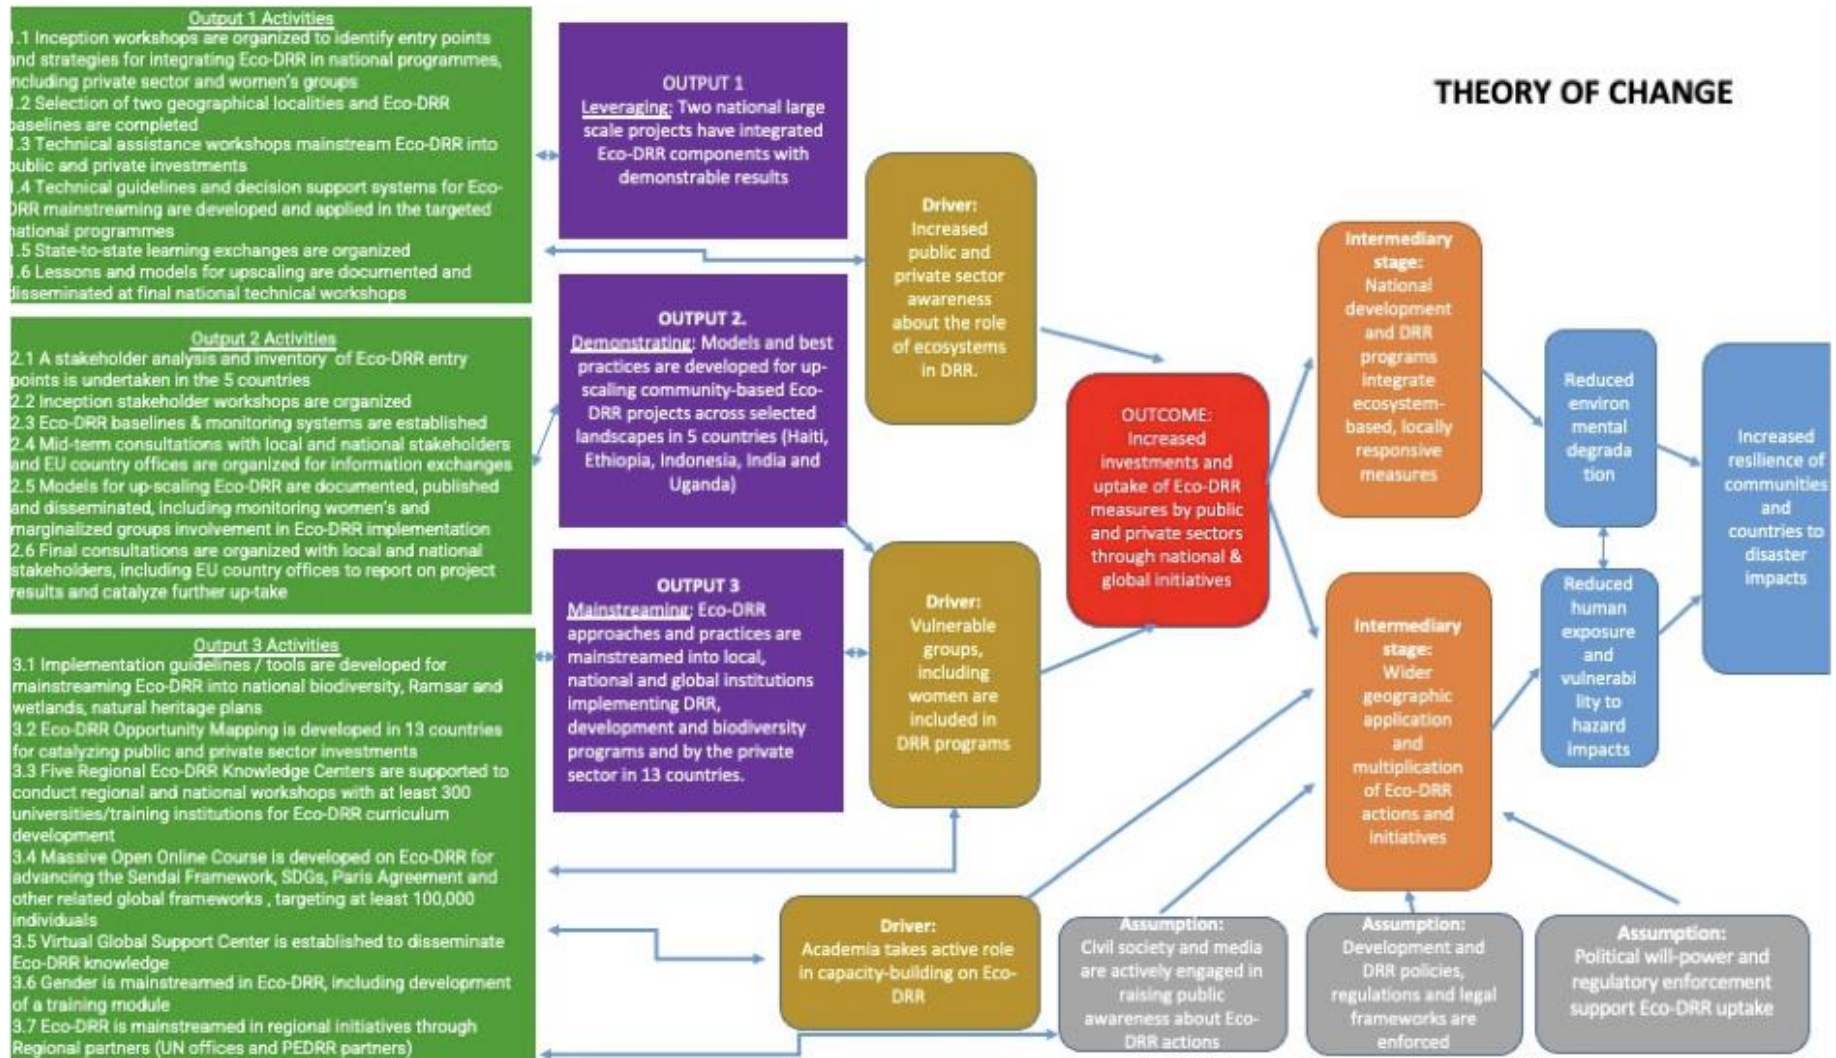 Output 1 Activities
1.1 Inception workshops are organized to identify entry points
and strategies for integrating Eco-DRR in national programmes,
including private sector and women's groups
1.2 Selection of two geographical localities and Eco-DRR
baselines are completed
1.3 Technical assistance workshops mainstream Eco-DRR into
public and private investments
1.4 Technical guidelines and decision support systems for Eco-
DRR mainstreaming are developed and applied in the targeted
national programmes
1.5 State-to-state learning exchanges are organized
1.6 Lessons and models for upscaling are documented and
disseminated at final national technical workshops
Output 2 Activities
2.1 A stakeholder analysis and inventory of Eco-DRR entry
points is undertaken in the 5 countries
2.2 Inception stakeholder workshops are organized
2.3 Eco-DRR baselines & monitoring systems are established
2.4 Mid-term consultations with local and national stakeholders
and EU country offices are organized for information exchanges
2.5 Models for up-scaling Eco-DRR are documented, published
and disseminated, including monitoring women's and
marginalized groups involvement in Eco-DRR implementation
2.6 Final consultations are organized with local and national
stakeholders, including EU country offices to report on project
results and catalyze further up-take
Output 3 Activities
3.1 Implementation guidelines / tools are developed for
mainstreaming Eco-DRR into national biodiversity, Ramsar and
wetlands, natural heritage plans
3.2 Eco-DRR Opportunity Mapping is developed in 13 countries
for catalyzing public and private sector investments
3.3 Five Regional Eco-DRR Knowledge Centers are supported to
conduct regional and national workshops with at least 300
universities/training institutions for Eco-DRR curriculum
development
3.4 Massive Open Online Course is developed on Eco-DRR for
advancing the Sendai Framework, SDGs, Paris Agreement and
other related global frameworks , targeting at least 100,000
individuals
3.5 Virtual Global Support Center is established to disseminate
Eco-DRR knowledge
3.6 Gender is mainstreamed in Eco-DRR, including development
of a training module
3.7 Eco-DRR is mainstreamed in regional initiatives through
Regional partners (UN offices and PEDRR partners)
OUTPUT 1
Leveraging: Two national large
scale projects have integrated
Eco-DRR components with
demonstrable results
OUTPUT 2.
Demonstrating: Models and best
practices are developed for up-
scaling community-based Eco-
DRR projects across selected
landscapes in 5 countries (Haiti,
Ethiopia, Indonesia, India and
Uganda)
OUTPUT 3
Mainstreaming: Eco-DRR
approaches and practices are
mainstreamed into local,
national and global institutions
implementing DRR,
development and biodiversity
programs and by the private
sector in 13 countries.
Driver:
Increased
public and
private sector
awareness
about the role
of ecosystems
in DRR.
Driver:
Vulnerable
groups,
including
women are
included in
DRR programs
Driver:
Academia takes active role
in capacity-building on Eco-
DRR
THEORY OF CHANGE
OUTCOME:
Increased
investments and
uptake of Eco-DRR
measures by public
and private sectors
through national &
global initiatives
Intermediary
stage:
National
development
and DRR
programs
integrate
ecosystem-
based, locally
responsive
measures
Intermediary
stage:
Wider
geographic
application
and
multiplication
of Eco-DRR
actions and
initiatives
Reduced
environ
mental
degrada
tion
Reduced
human
exposure
and
vulnerabi
lity to
hazard
impacts
Increased
resilience of
communities
and
countries to
disaster
impacts
Assumption:
Civil society and media
are actively engaged in
raising public
awareness about Eco-
DRR actions
Assumption:
Development and
DRR policies,
regulations and legal
frameworks are
enforced
Assumption:
Political will-power and
regulatory enforcement
support Eco-DRR uptake